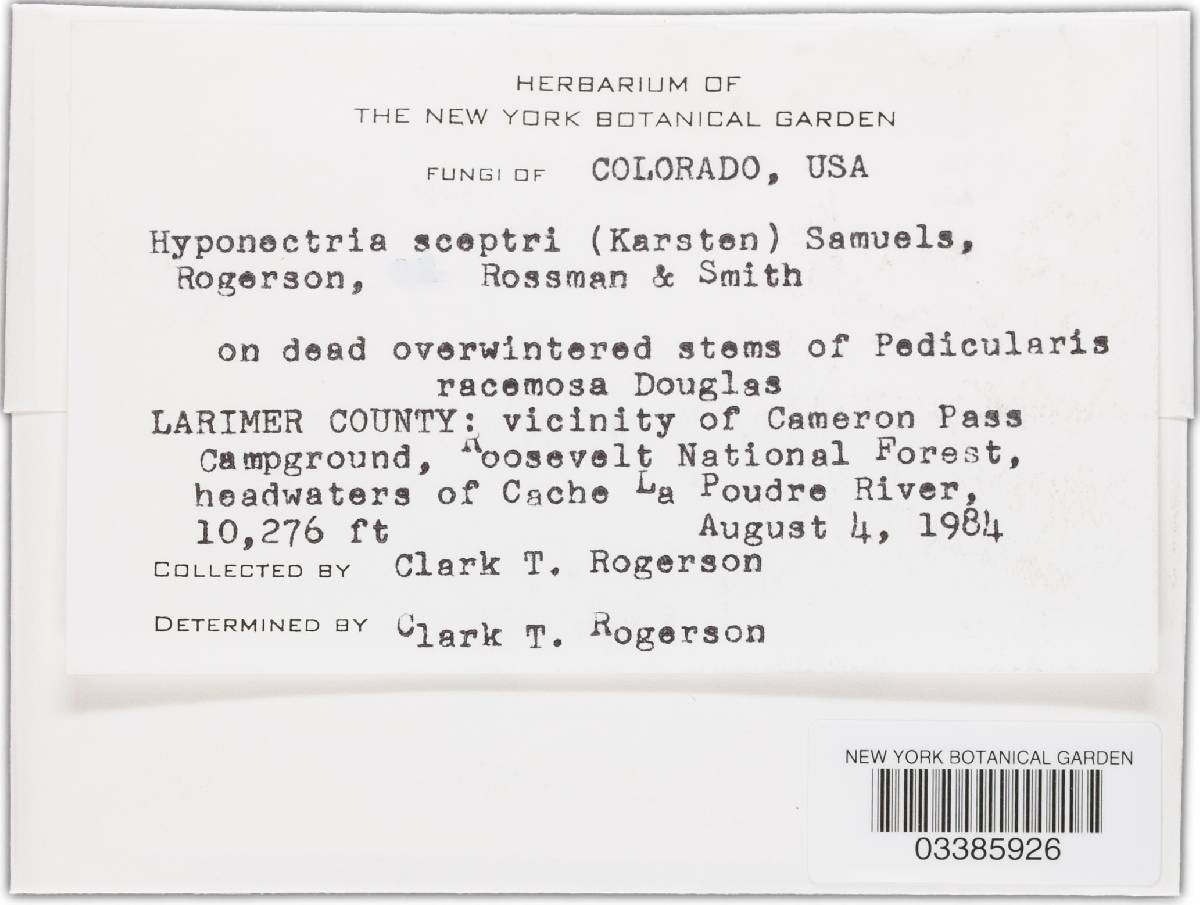 HERBARIUM OF
THE NEW YORK BOTANICAL GARDEN
FUNGI OF COLORADO, USA
Hyponectria sceptri (Karsten) Samuels,
Rogerson, Rossman & Smith
on dead overwintered stems of Pedicularis
racemosa Douglas
LARIMER COUNTY: vicinity of Cameron Pass
Campground, Roosevelt National Forest,
headwaters of Cache La Poudre River,
10,276 ft August 4, 1984
COLLECTED BY Clark T. Rogerson
DETERMINED BY Clark T. Rogerson
NEW YORK BOTANICAL GARDEN
03385926